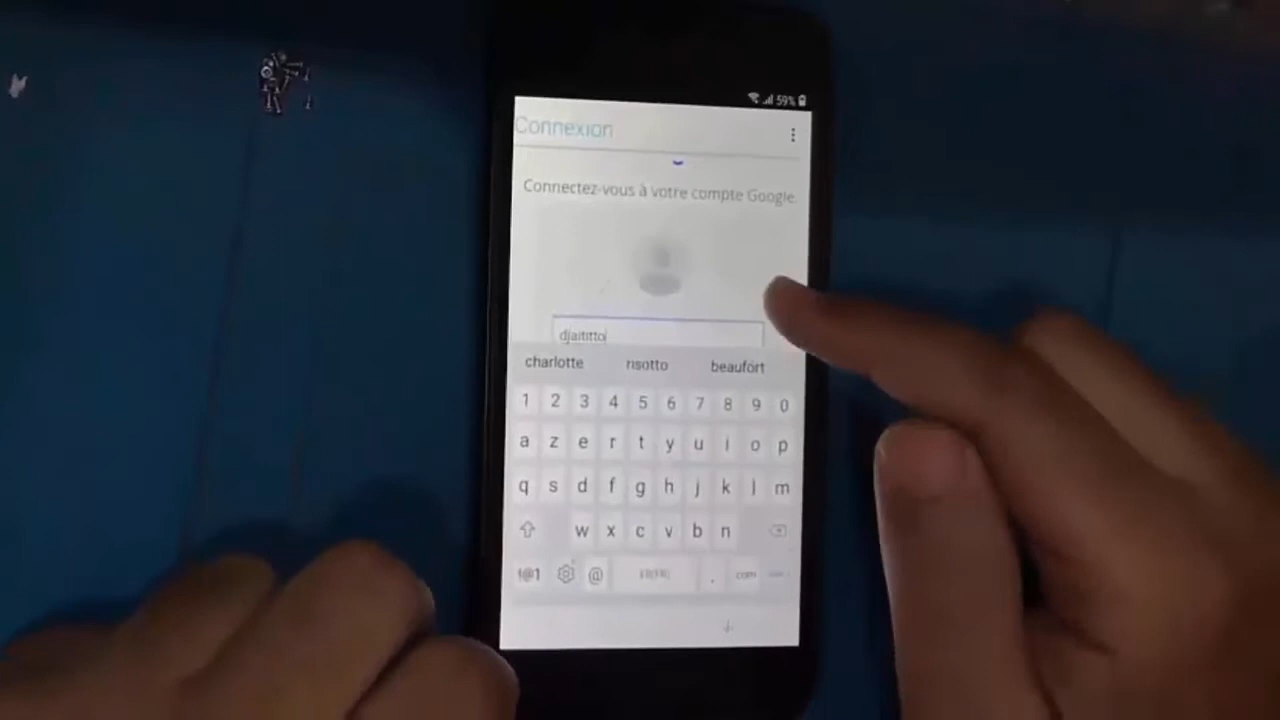 59%
Connexion
Connectez-vous à votre compte Google.
djaititto
charlotte risotto beaufort
1 2 3 4 5 6 7 8 9 0
a z e r t y u i o p
q s d f g h j k l m
w x c v b n
!@1 @ . com